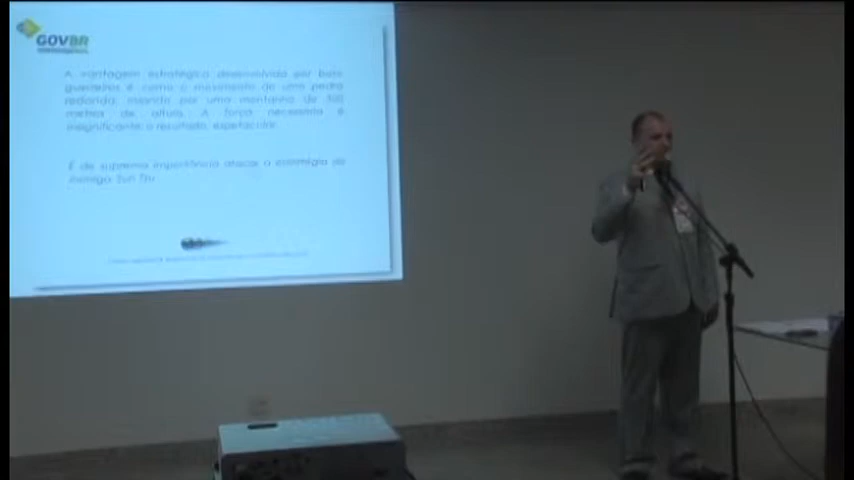 GOVBR
A vantagem estratégica desenvolvida por bons
guerreiros é como o movimento de uma pedra
redonda, rolando por uma montanha de 300
metros de altura. A força necessária é
insignificante; o resultado, espetacular.
É de suprema importância atacar a estratégia do
inimigo. Sun Tzu